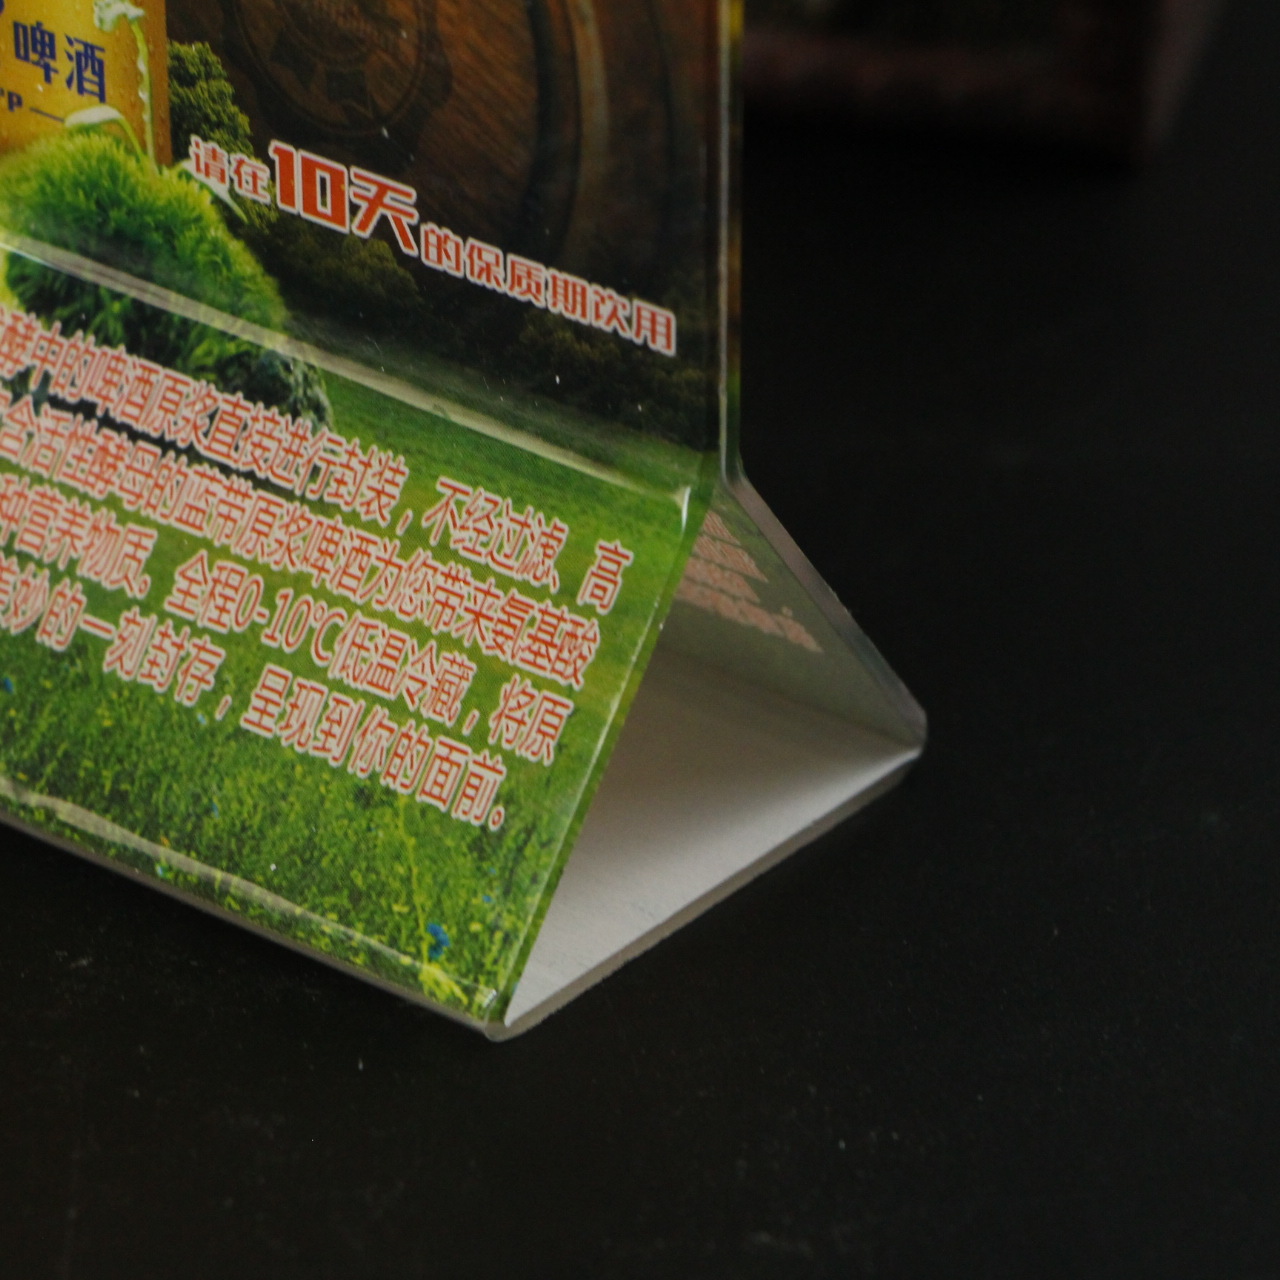 啤酒
请在10天的保质期饮用
酵中的啤酒原浆直接进行封装，不经过滤、高
含活性酵母的蓝带原浆啤酒为您带来氨基酸
种营养物质。全程0-10℃低温冷藏，将原
美妙的一刻封存，呈现到你的面前。